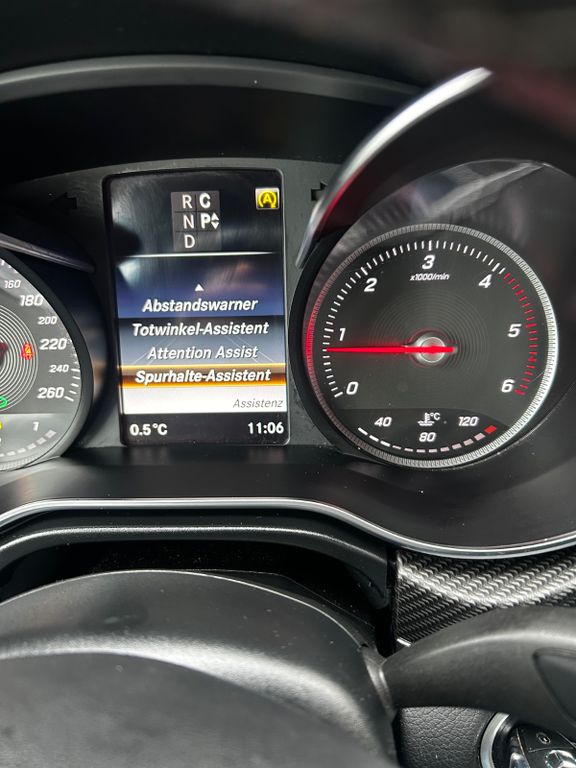 R C
N P
D
A
Abstandswarner
Totwinkel-Assistent
Attention Assist
Spurhalte-Assistent
Assistenz
0.5°C
11:06
160
180
200
220
240
260
1
x1000/min
0
1
2
3
4
5
6
°C
40
80
120